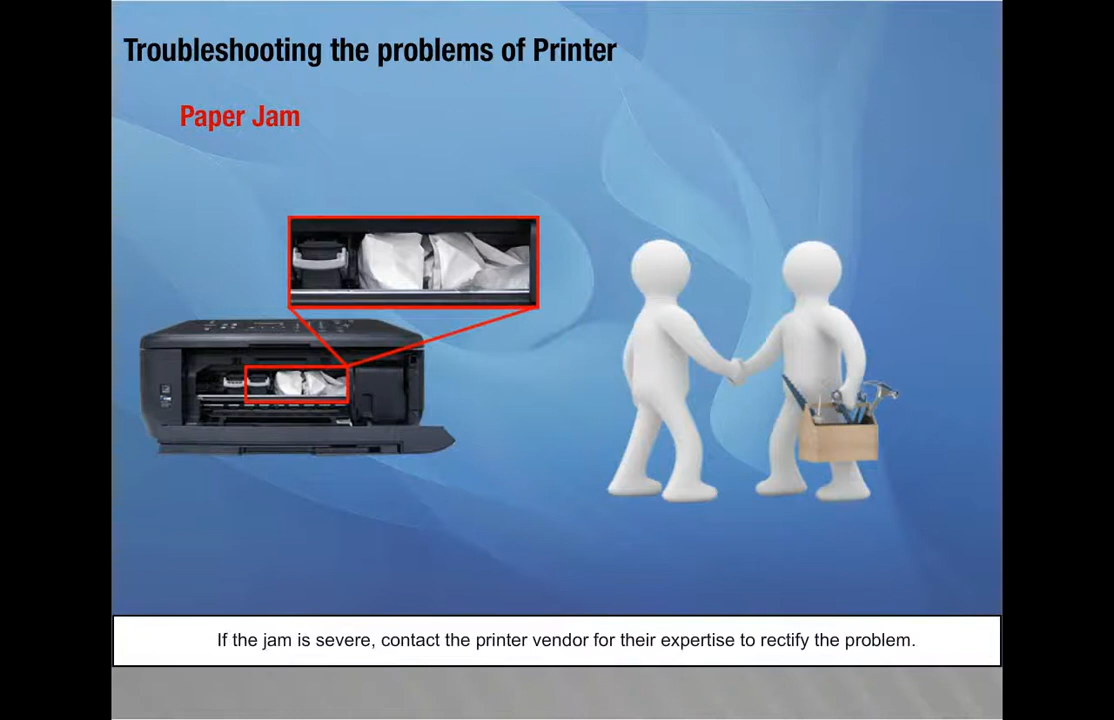 Troubleshooting the problems of Printer
Paper Jam
If the jam is severe, contact the printer vendor for their expertise to rectify the problem.